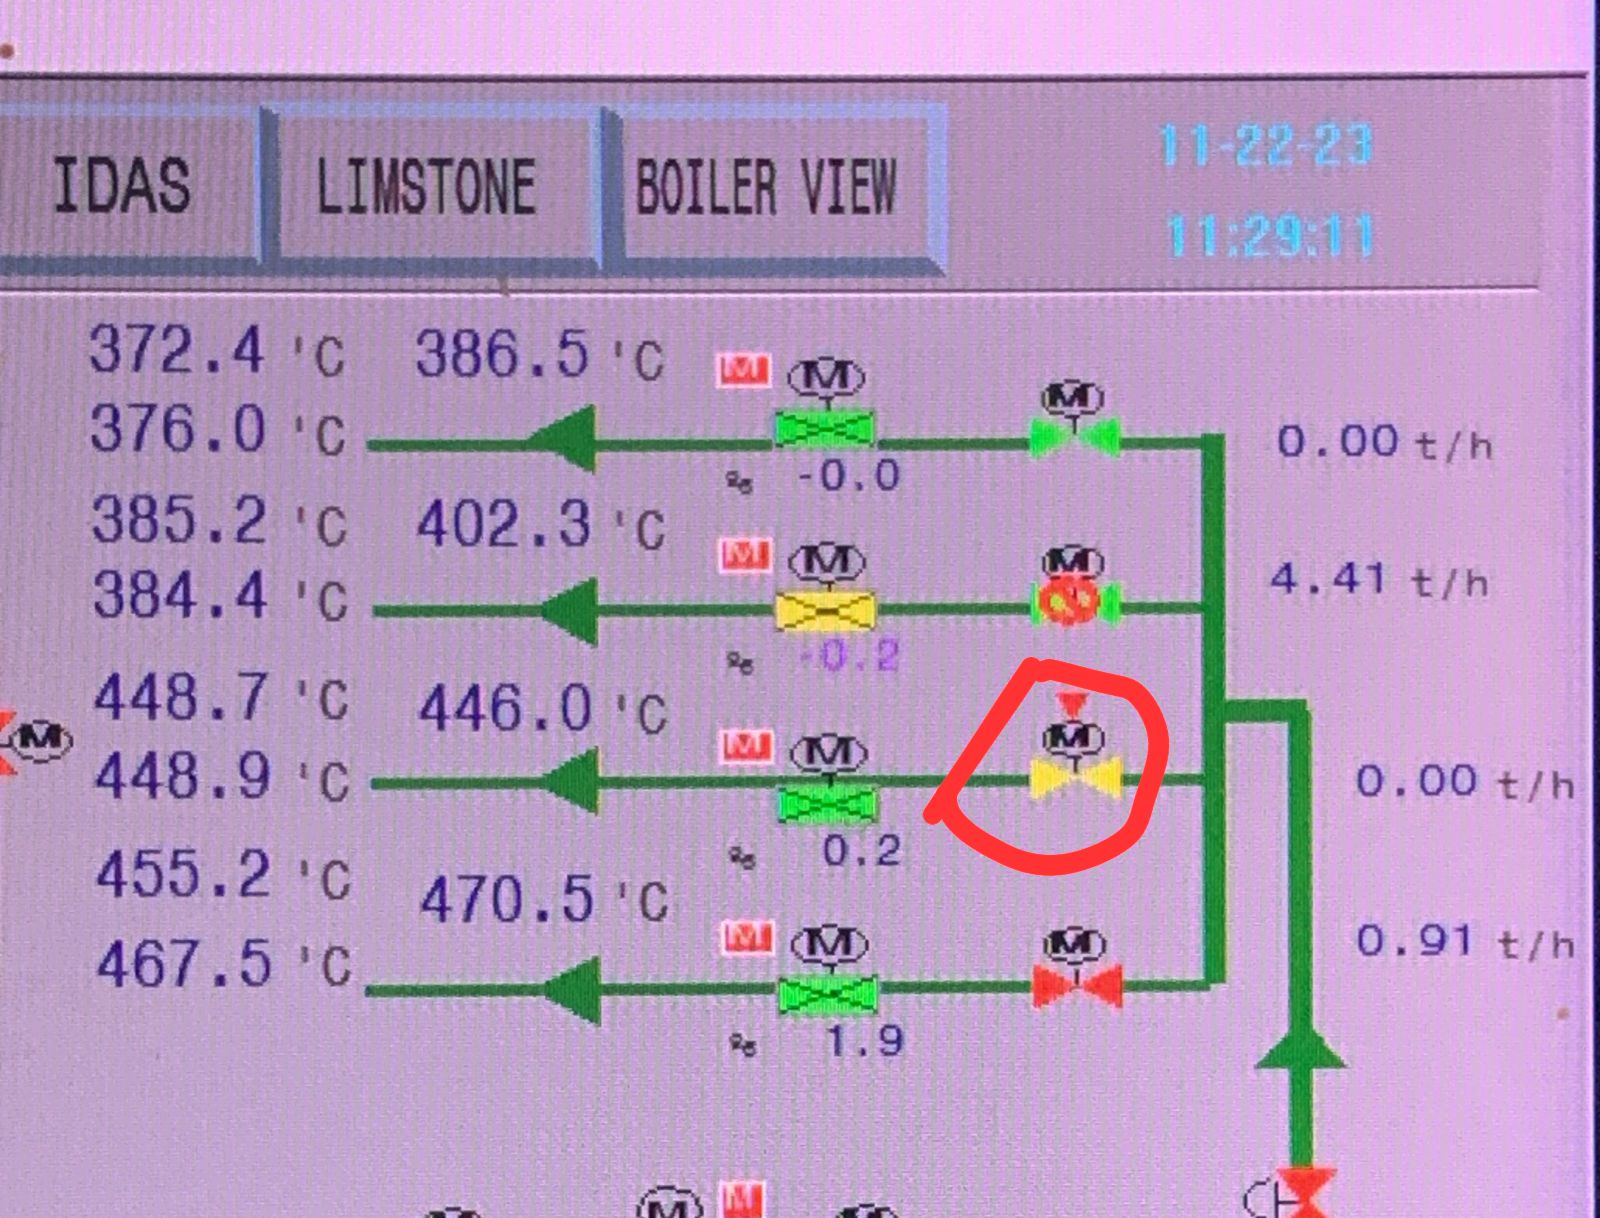 IDAS LIMSTONE BOILER VIEW 11-22-23
11:29:11
372.4 'C 386.5 'C M M M
376.0 'C 0.00 t/h
% -0.0
385.2 'C 402.3 'C M M M
384.4 'C 4.41 t/h
% -0.2
448.7 'C 446.0 'C M M M
M
448.9 'C 0.00 t/h
% 0.2
455.2 'C 470.5 'C M M M
467.5 'C 0.91 t/h
% 1.9
M M